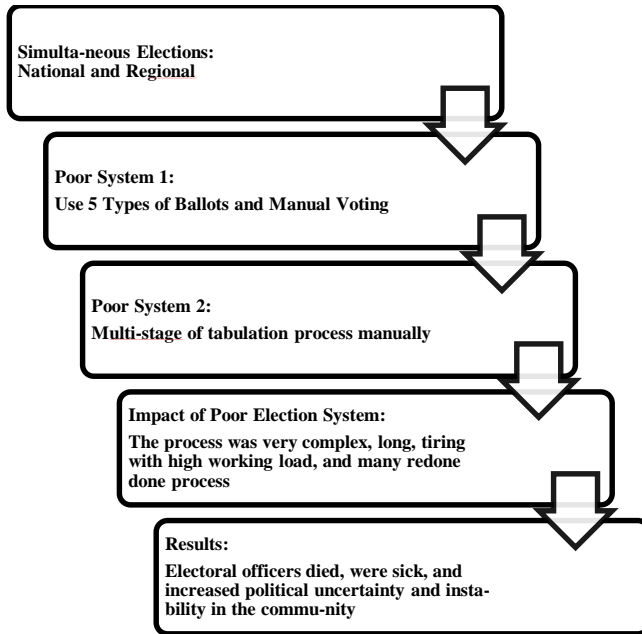 Simulta-neous Elections:
National and Regional
Poor System 1:
Use 5 Types of Ballots and Manual Voting
Poor System 2:
Multi-stage of tabulation process manually
Impact of Poor Election System:
The process was very complex, long, tiring
with high working load, and many redone
done process
Results:
Electoral officers died, were sick, and
increased political uncertainty and insta-
bility in the commu-nity